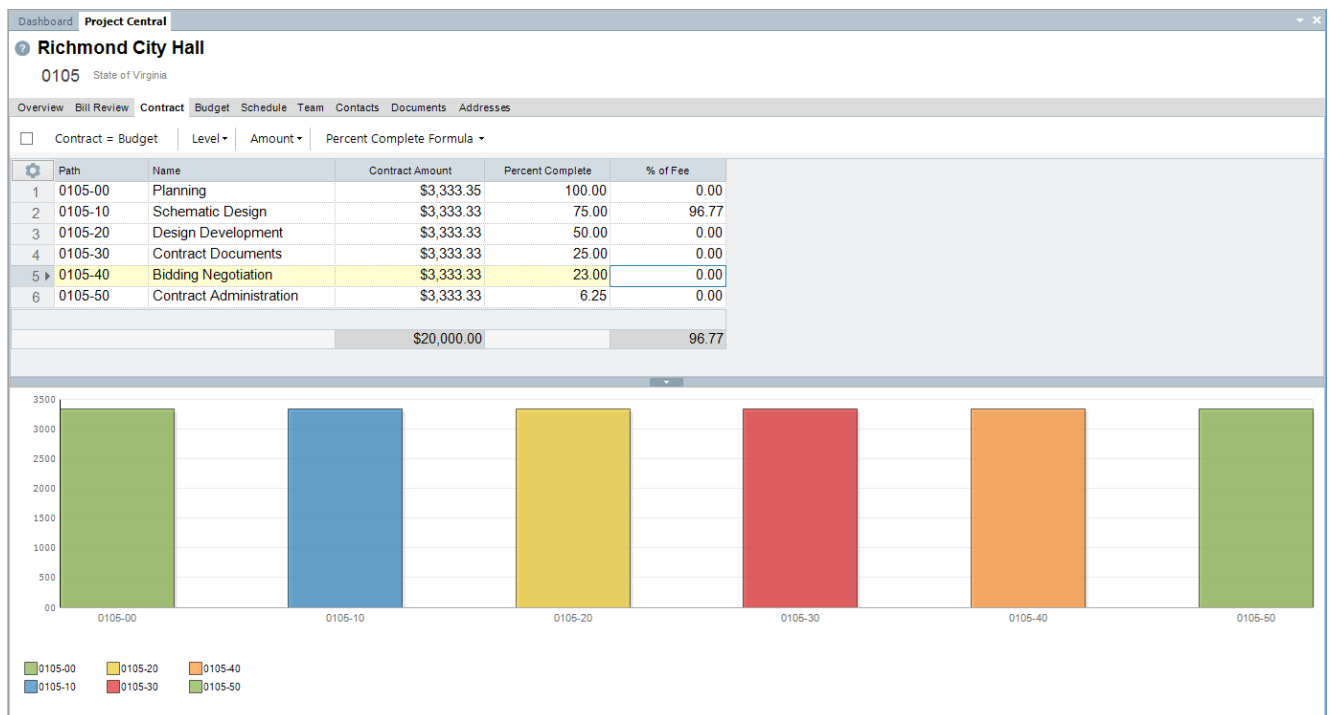 Dashboard Project Central
? Richmond City Hall
0105 State of Virginia
Overview Bill Review Contract Budget Schedule Team Contacts Documents Addresses
Contract = Budget Level Amount Percent Complete Formula
Path Name Contract Amount Percent Complete % of Fee
1 0105-00 Planning $3,333.35 100.00 0.00
2 0105-10 Schematic Design $3,333.33 75.00 96.77
3 0105-20 Design Development $3,333.33 50.00 0.00
4 0105-30 Contract Documents $3,333.33 25.00 0.00
5 0105-40 Bidding Negotiation $3,333.33 23.00 0.00
6 0105-50 Contract Administration $3,333.33 6.25 0.00
$20,000.00 96.77
3500
3000
2500
2000
1500
1000
500
00
0105-00 0105-10 0105-20 0105-30 0105-40 0105-50
0105-00 0105-20 0105-40
0105-10 0105-30 0105-50